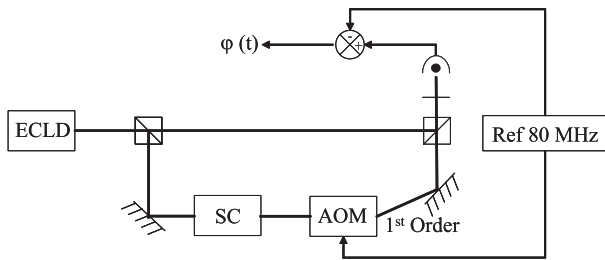 -
+
φ (t)
ECLD
Ref 80 MHz
SC
AOM
1st Order